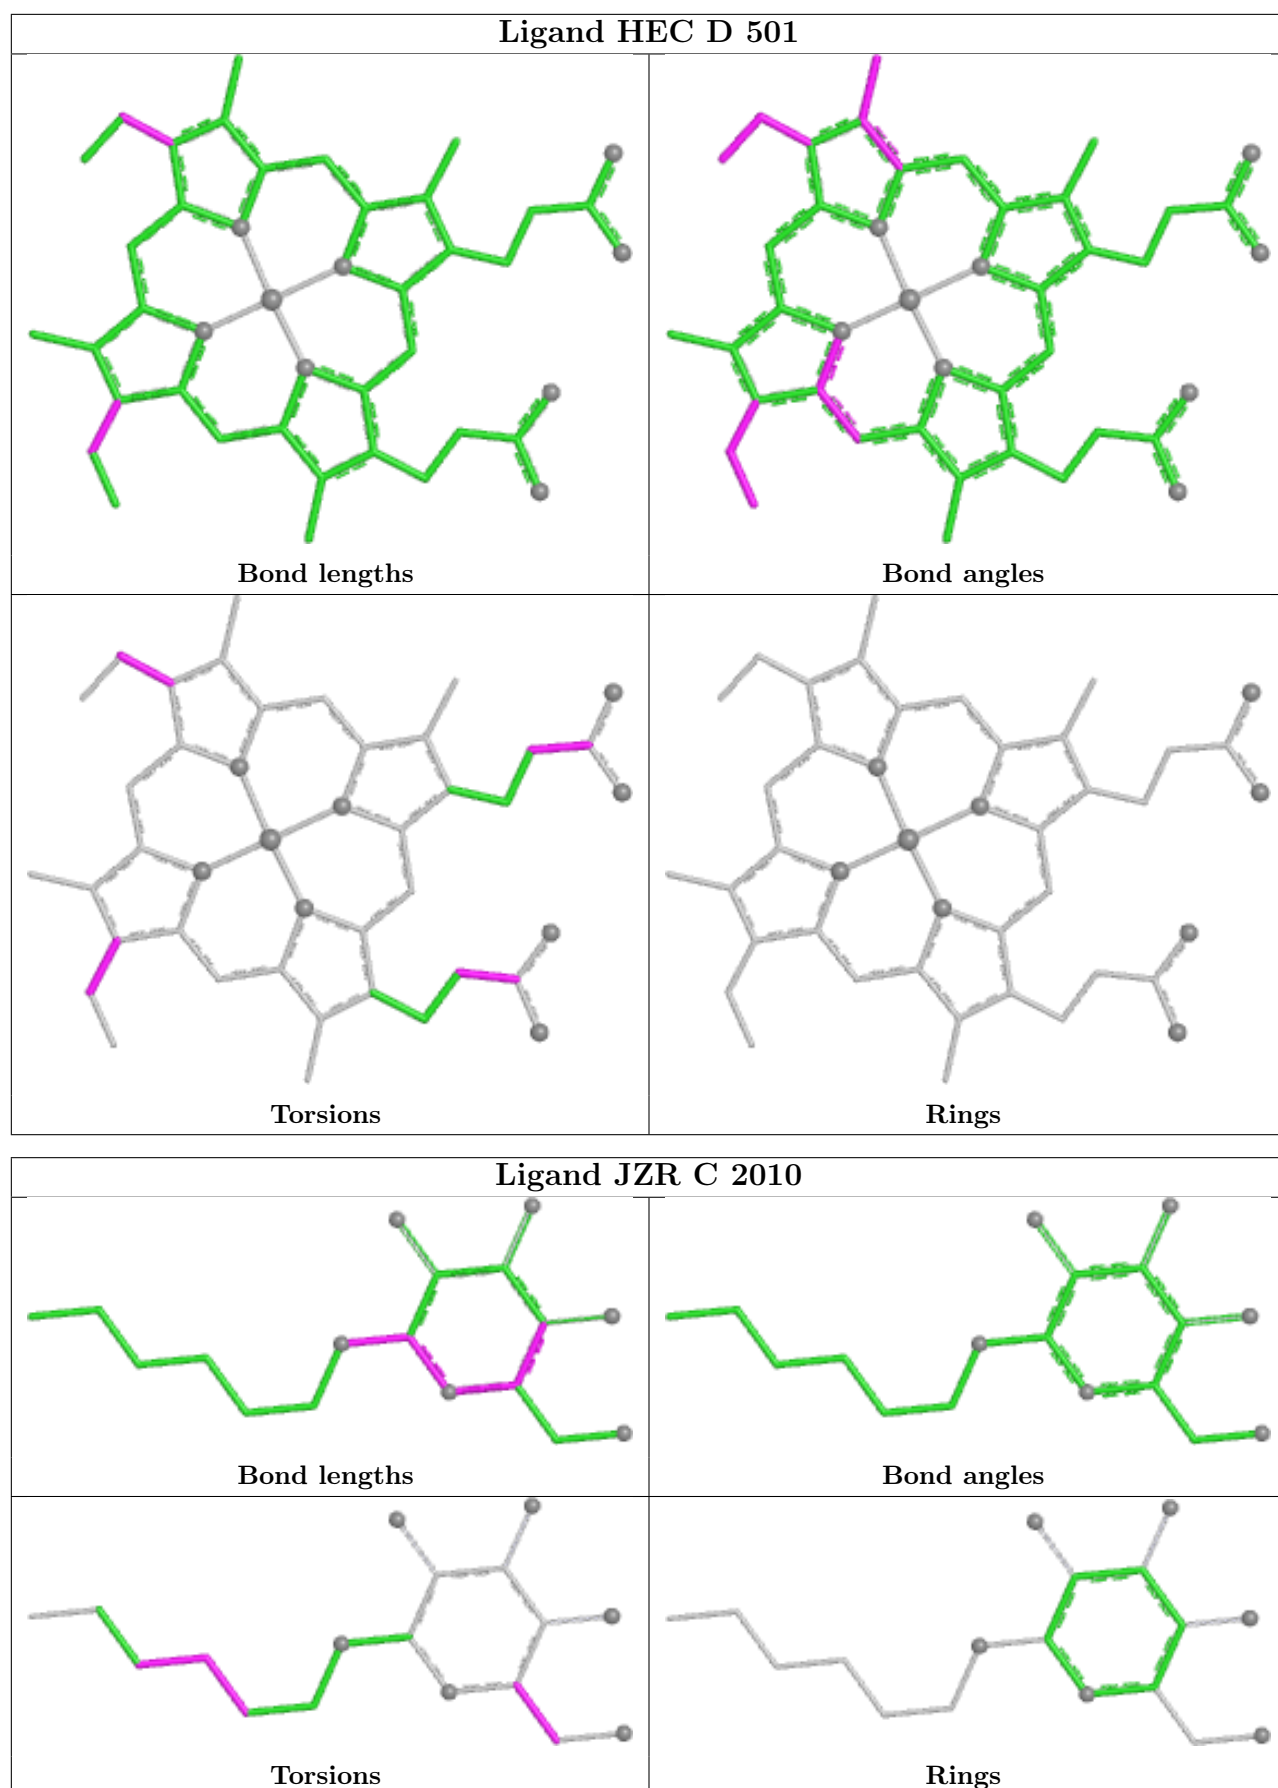 Ligand HEC D 501
Bond lengths
Bond angles
Torsions
Rings
Ligand JZR C 2010
Bond lengths
Bond angles
Torsions
Rings